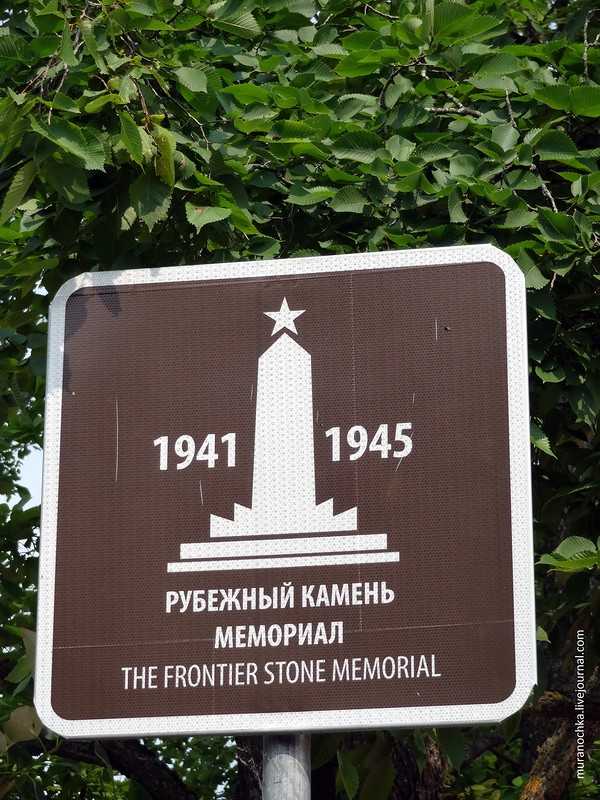 1941 1945
РУБЕЖНЫЙ КАМЕНЬ
МЕМОРИАЛ
THE FRONTIER STONE MEMORIAL
muranochka.livejournal.com